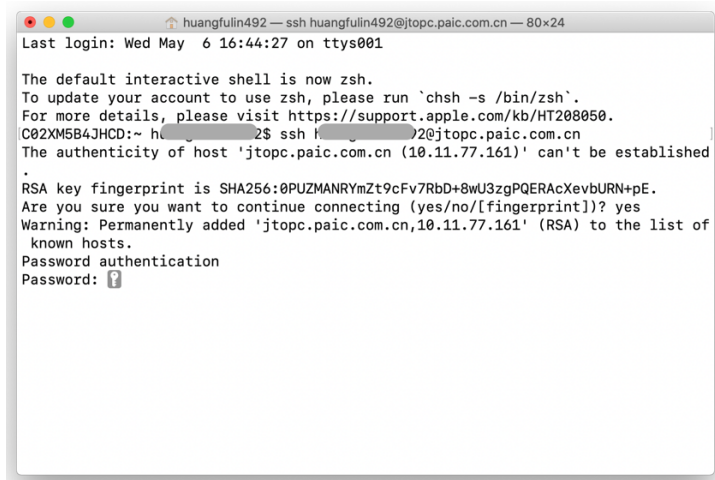 huangfulin492 — ssh huangfulin492@jtopc.paic.com.cn — 80×24
Last login: Wed May  6 16:44:27 on ttys001
The default interactive shell is now zsh.
To update your account to use zsh, please run `chsh -s /bin/zsh`.
For more details, please visit https://support.apple.com/kb/HT208050.
C02XM5B4JHCD:~ 2$ ssh 2@jtopc.paic.com.cn
The authenticity of host 'jtopc.paic.com.cn (10.11.77.161)' can't be established
.
RSA key fingerprint is SHA256:0PUZMANRYmZt9cFv7RbD+8wU3zgPQERAcXevbURN+pE.
Are you sure you want to continue connecting (yes/no/[fingerprint])? yes
Warning: Permanently added 'jtopc.paic.com.cn,10.11.77.161' (RSA) to the list of
known hosts.
Password authentication
Password: